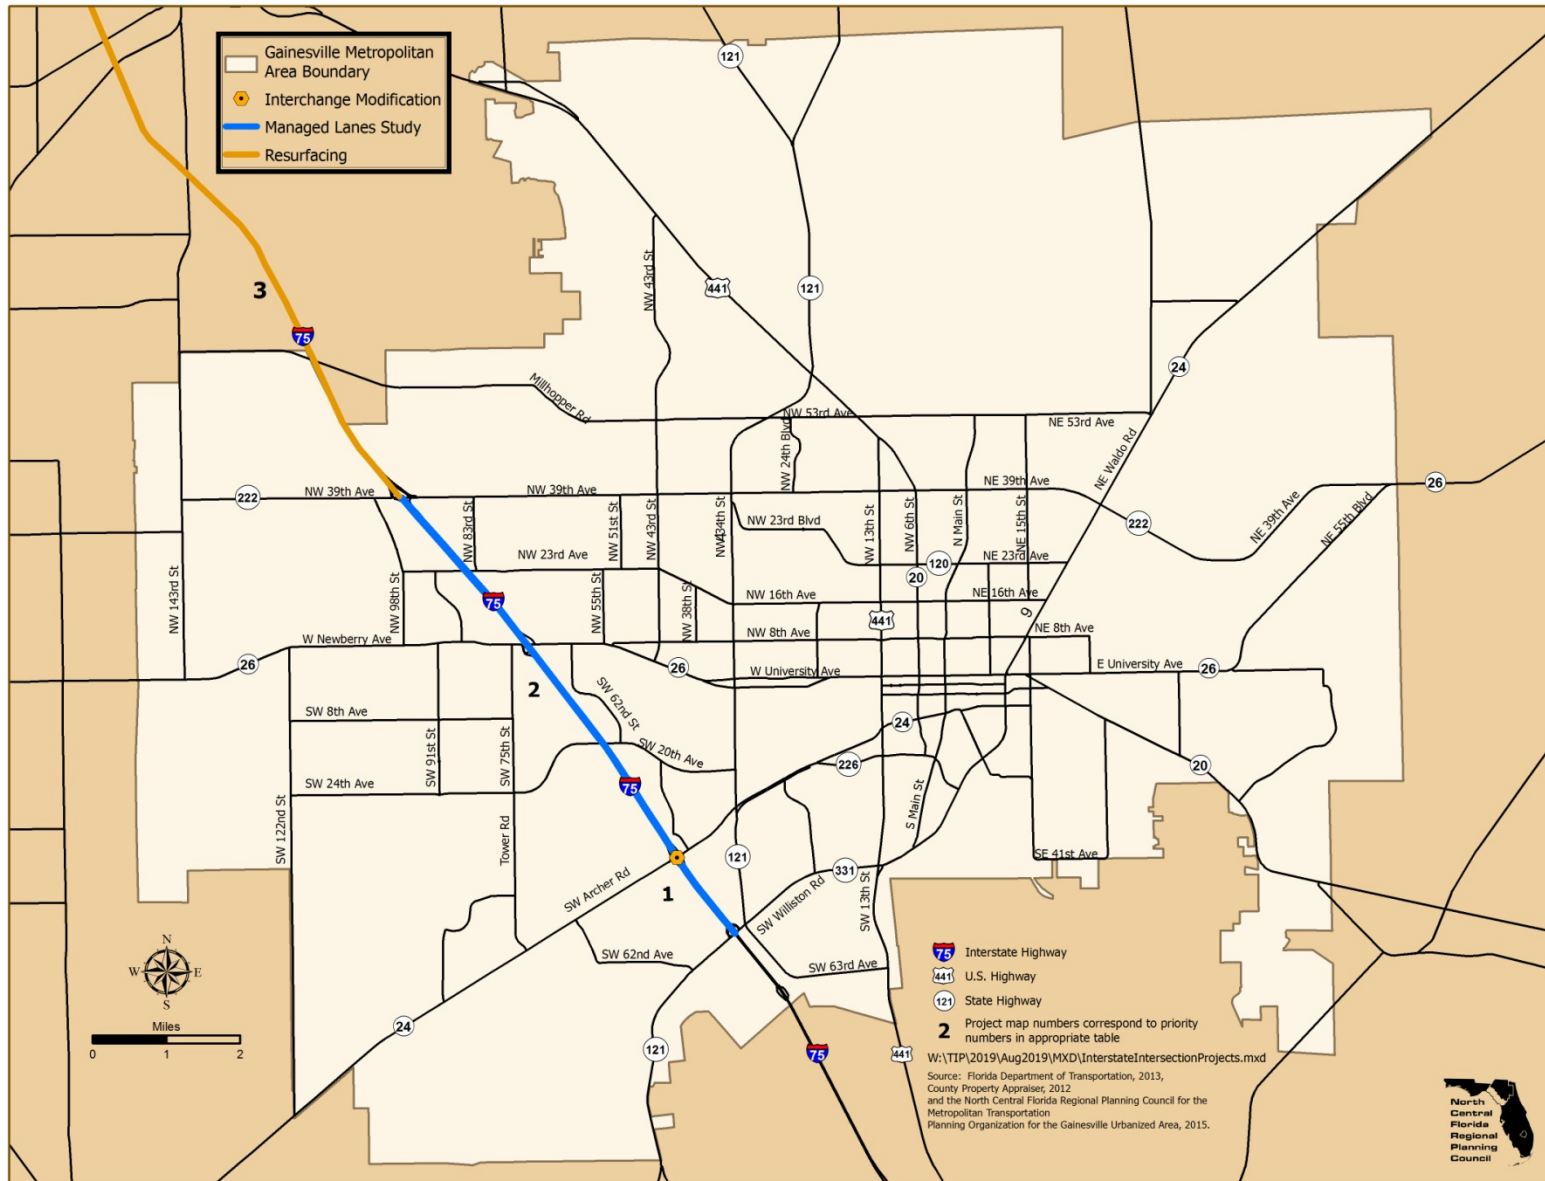 Gainesville Metropolitan
Area Boundary
Interchange Modification
Managed Lanes Study
Resurfacing
121
NW 43rd St
441
121
3
75
24
Millhopper Rd
NW 53rd Ave
NE 53rd Ave
NW 24th Blvd
NE Waldo Rd
222
NW 39th Ave
NW 39th Ave
NE 39th Ave
26
NE 39th Ave
NE 55th Blvd
222
NW 83rd St
NW 51st St
NW 43rd St
NW 34th St
NW 23rd Blvd
NW 13th St
NW 6th St
N Main St
NE 15th St
NW 143rd St
NW 98th St
NW 23rd Ave
NW 55th St
NW 38th St
120
NE 23rd Ave
20
75
NW 16th Ave
NE 16th Ave
441
9
W Newberry Ave
NW 8th Ave
NE 8th Ave
26
26
W University Ave
E University Ave
26
2
SW 62nd St
SW 8th Ave
SW 91st St
SW 75th St
SW 20th Ave
24
226
20
SW 24th Ave
75
SW 122nd St
Tower Rd
S Main St
SE 41st Ave
121
331
SW Archer Rd
1
SW Williston Rd
SW 13th St
SW 62nd Ave
SW 63rd Ave
24
121
75
441
N
W
E
S
Miles
0
1
2
75
Interstate Highway
441
U.S. Highway
121
State Highway
2
Project map numbers correspond to priority
numbers in appropriate table
W:\TIP\2019\Aug2019\MXD\InterstateIntersectionProjects.mxd
Source: Florida Department of Transportation, 2013,
County Property Appraiser, 2012
and the North Central Florida Regional Planning Council for the
Metropolitan Transportation
Planning Organization for the Gainesville Urbanized Area, 2015.
North
Central
Florida
Regional
Planning
Council